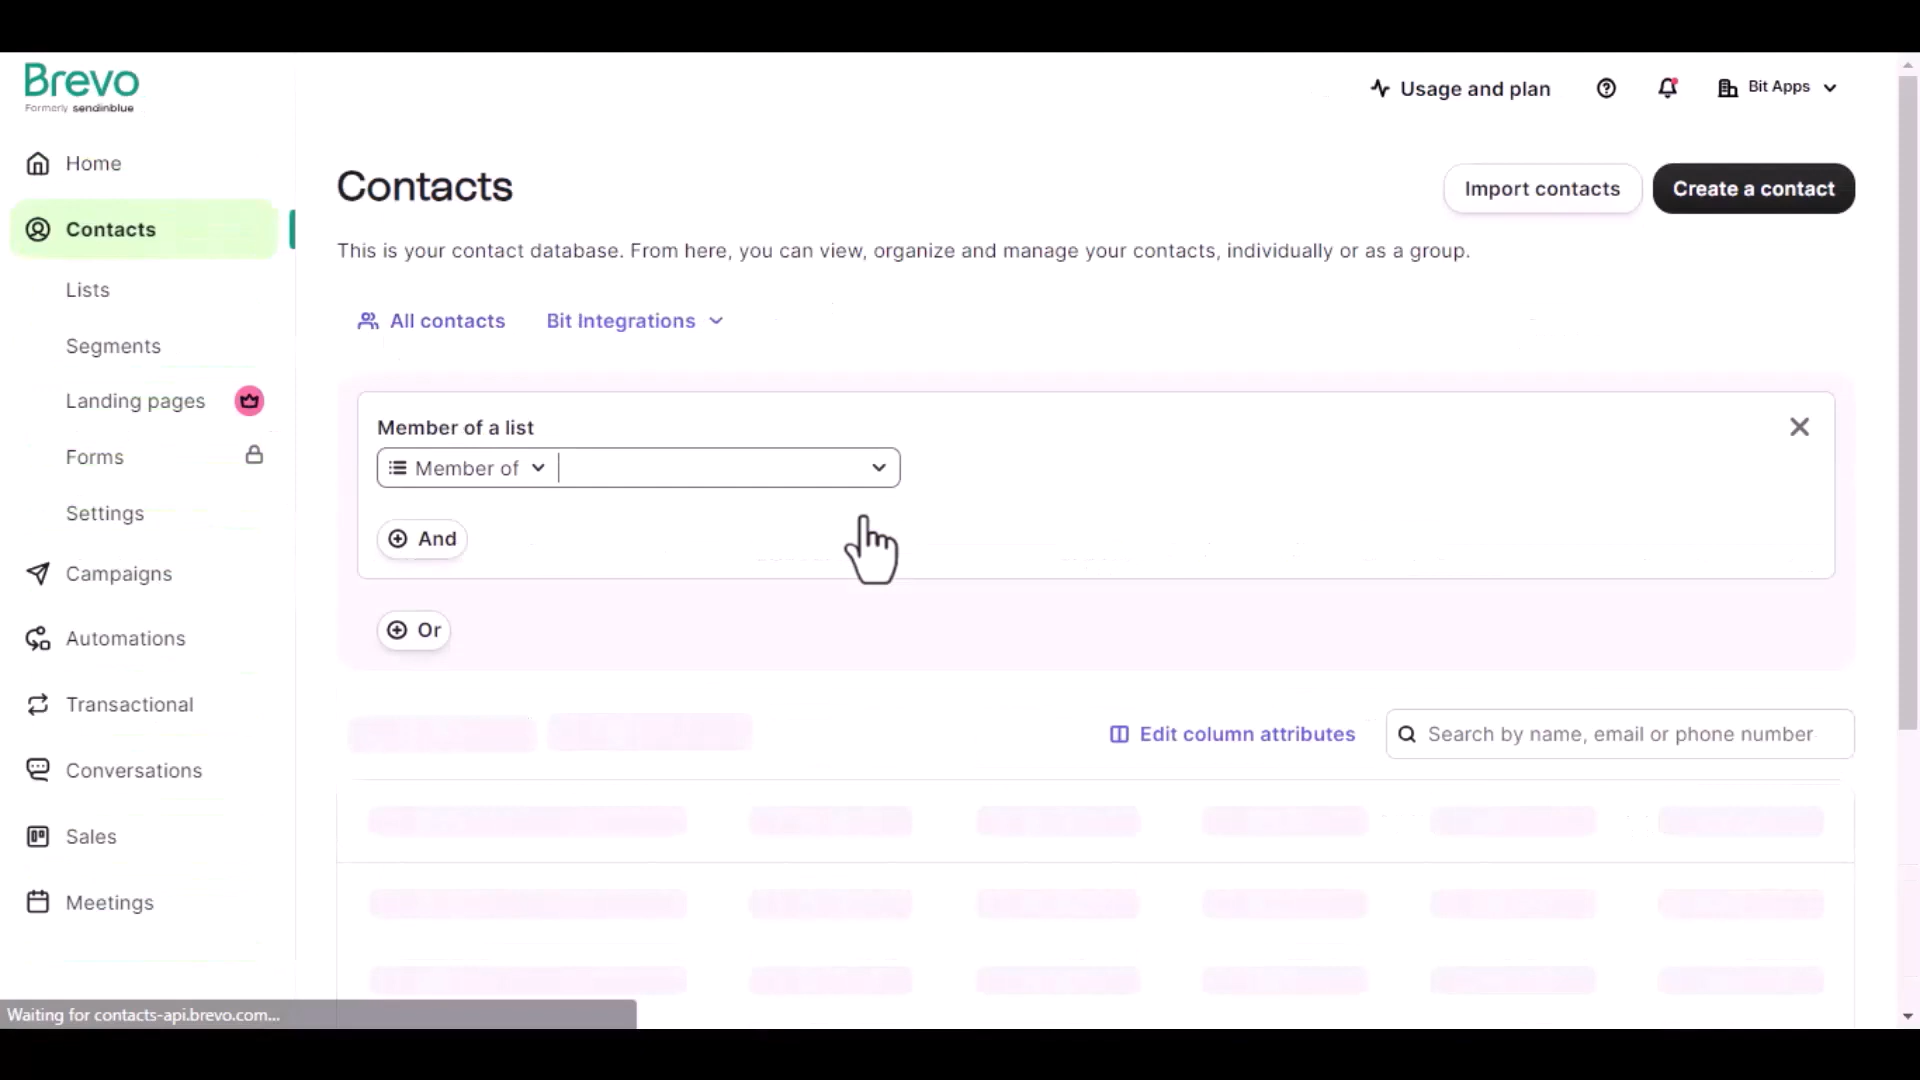 Brevo
Formerly sendinblue
Usage and plan
Bit Apps
Home
Contacts
Lists
Segments
Landing pages
Forms
Settings
Campaigns
Automations
Transactional
Conversations
Sales
Meetings
Contacts
Import contacts
Create a contact
This is your contact database. From here, you can view, organize and manage your contacts, individually or as a group.
All contacts
Bit Integrations
Member of a list
Member of
And
Or
Edit column attributes
Search by name, email or phone number
Waiting for contacts-api.brevo.com...